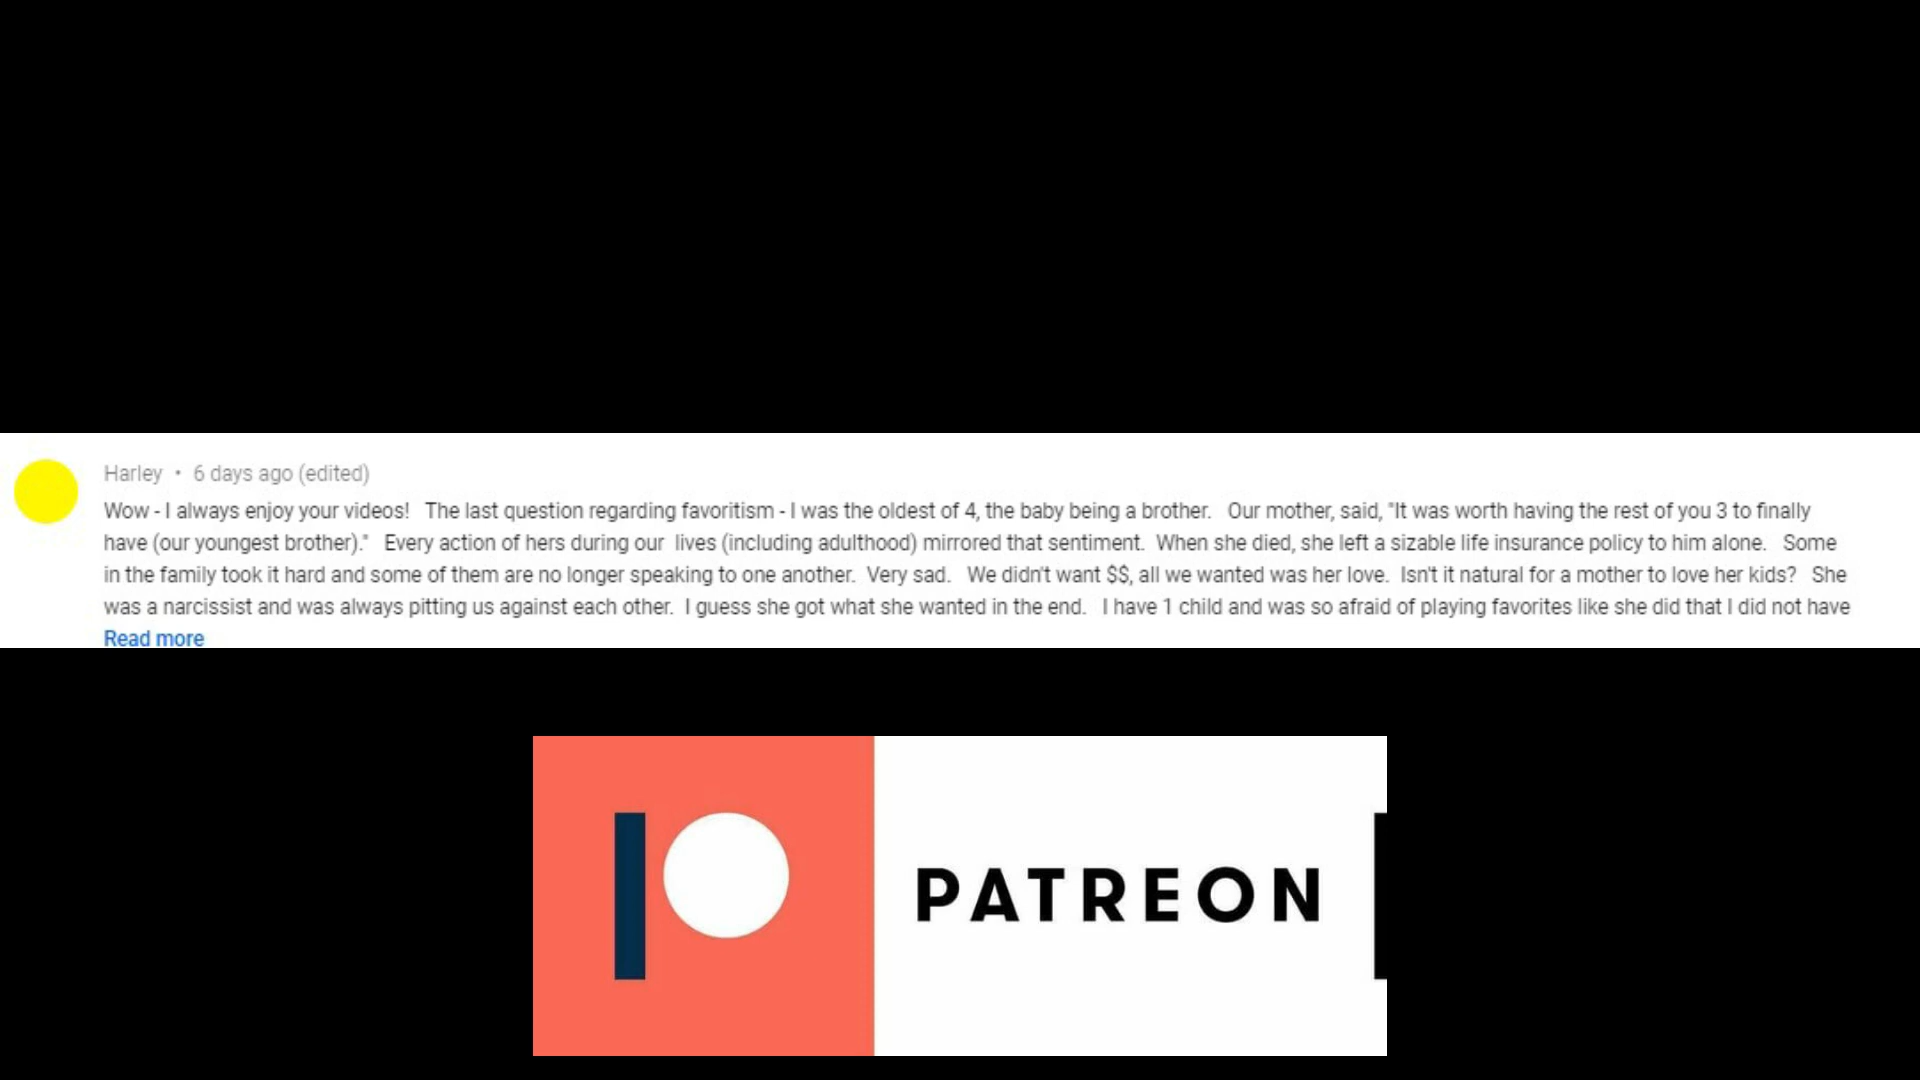 Harley • 6 days ago (edited)
Wow - I always enjoy your videos!   The last question regarding favoritism - I was the oldest of 4, the baby being a brother.   Our mother, said, "It was worth having the rest of you 3 to finally
have (our youngest brother)."   Every action of hers during our  lives (including adulthood) mirrored that sentiment.  When she died, she left a sizable life insurance policy to him alone.   Some
in the family took it hard and some of them are no longer speaking to one another.  Very sad.   We didn't want $$, all we wanted was her love.  Isn't it natural for a mother to love her kids?   She
was a narcissist and was always pitting us against each other.  I guess she got what she wanted in the end.   I have 1 child and was so afraid of playing favorites like she did that I did not have
Read more
PATREON